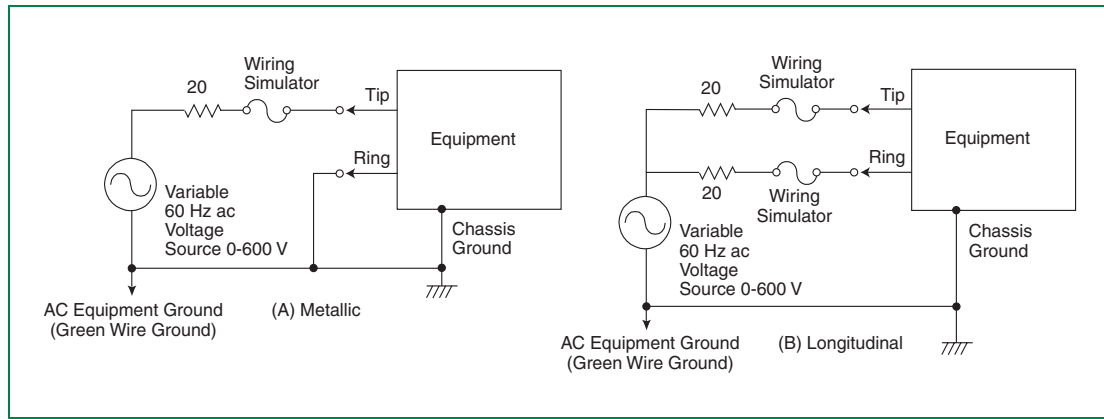 Wiring
Simulator
20
Tip
Equipment
Ring
Variable
60 Hz ac
Voltage
Source 0-600 V
Chassis
Ground
AC Equipment Ground
(Green Wire Ground)
(A) Metallic
Wiring
Simulator
20
Tip
Equipment
Ring
20
Wiring
Simulator
Variable
60 Hz ac
Voltage
Source 0-600 V
Chassis
Ground
AC Equipment Ground
(Green Wire Ground)
(B) Longitudinal